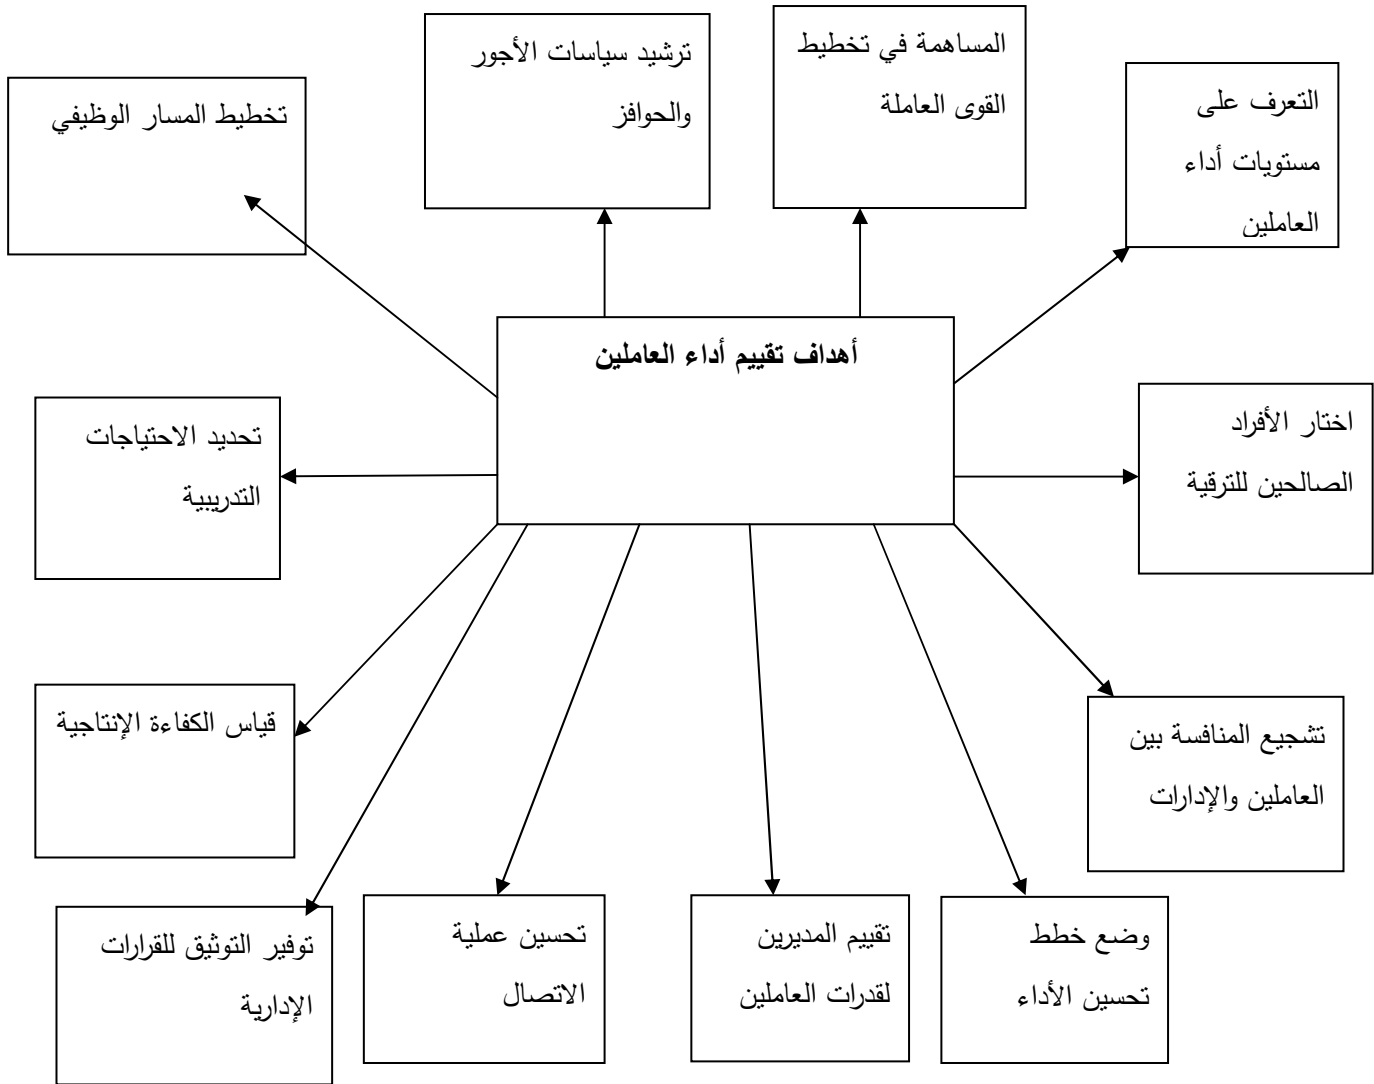 المساهمة في تخطيط
القوى العاملة
ترشيد سياسات الأجور
والحوافز
التعرف على
مستويات أداء
العاملين
تخطيط المسار الوظيفي
أهداف تقييم أداء العاملين
اختار الأفراد
الصالحين للترقية
تحديد الاحتياجات
التدريبية
تشجيع المنافسة بين
العاملين والإدارات
قياس الكفاءة الإنتاجية
وضع خطط
تحسين الأداء
تقييم المديرين
لقدرات العاملين
تحسين عملية
الاتصال
توفير التوثيق للقرارات
الإدارية